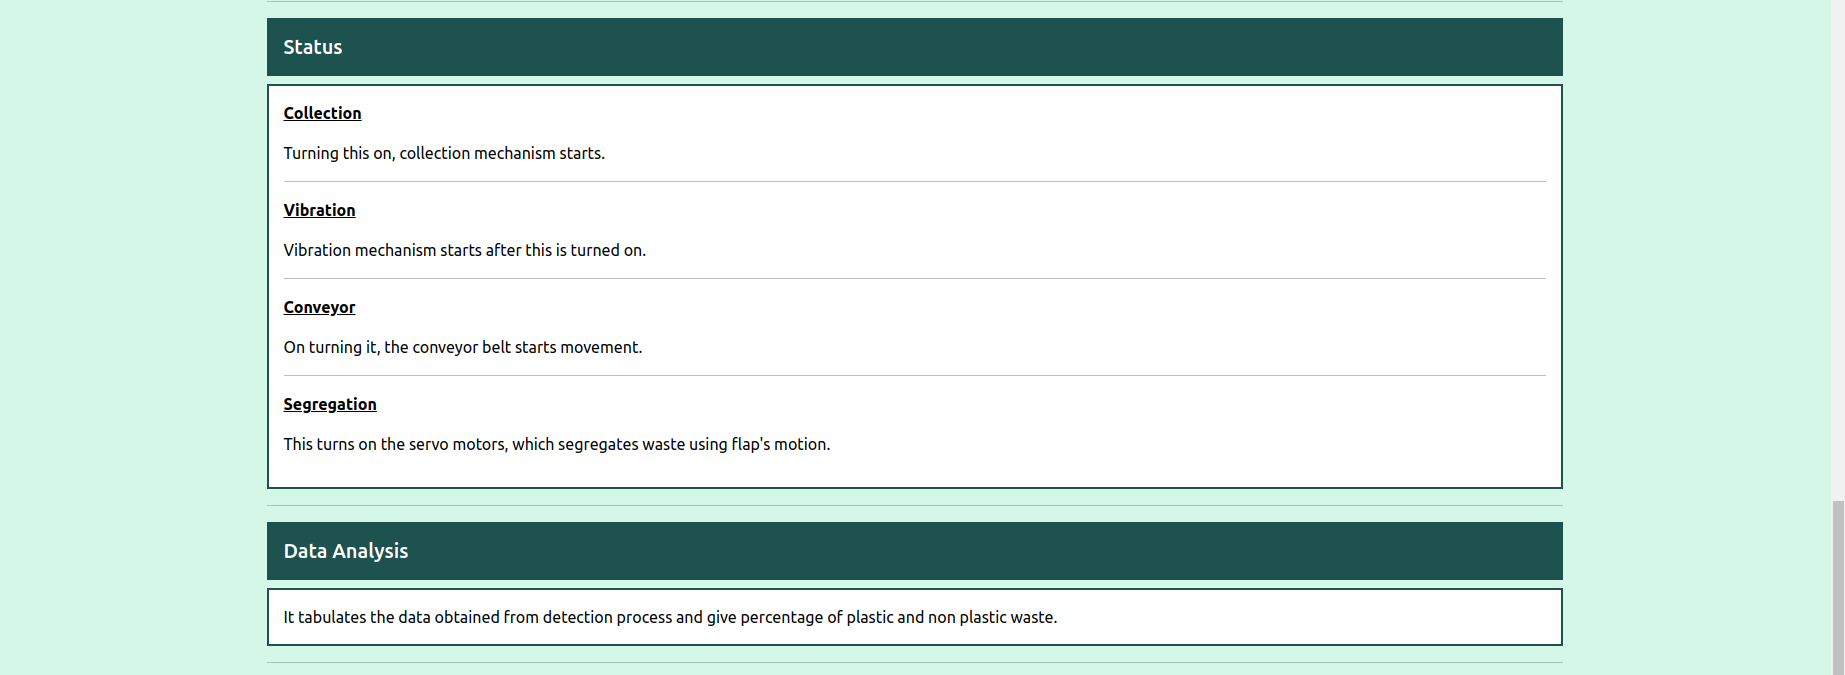 Status
Collection
Turning this on, collection mechanism starts.
Vibration
Vibration mechanism starts after this is turned on.
Conveyor
On turning it, the conveyor belt starts movement.
Segregation
This turns on the servo motors, which segregates waste using flap's motion.
Data Analysis
It tabulates the data obtained from detection process and give percentage of plastic and non plastic waste.